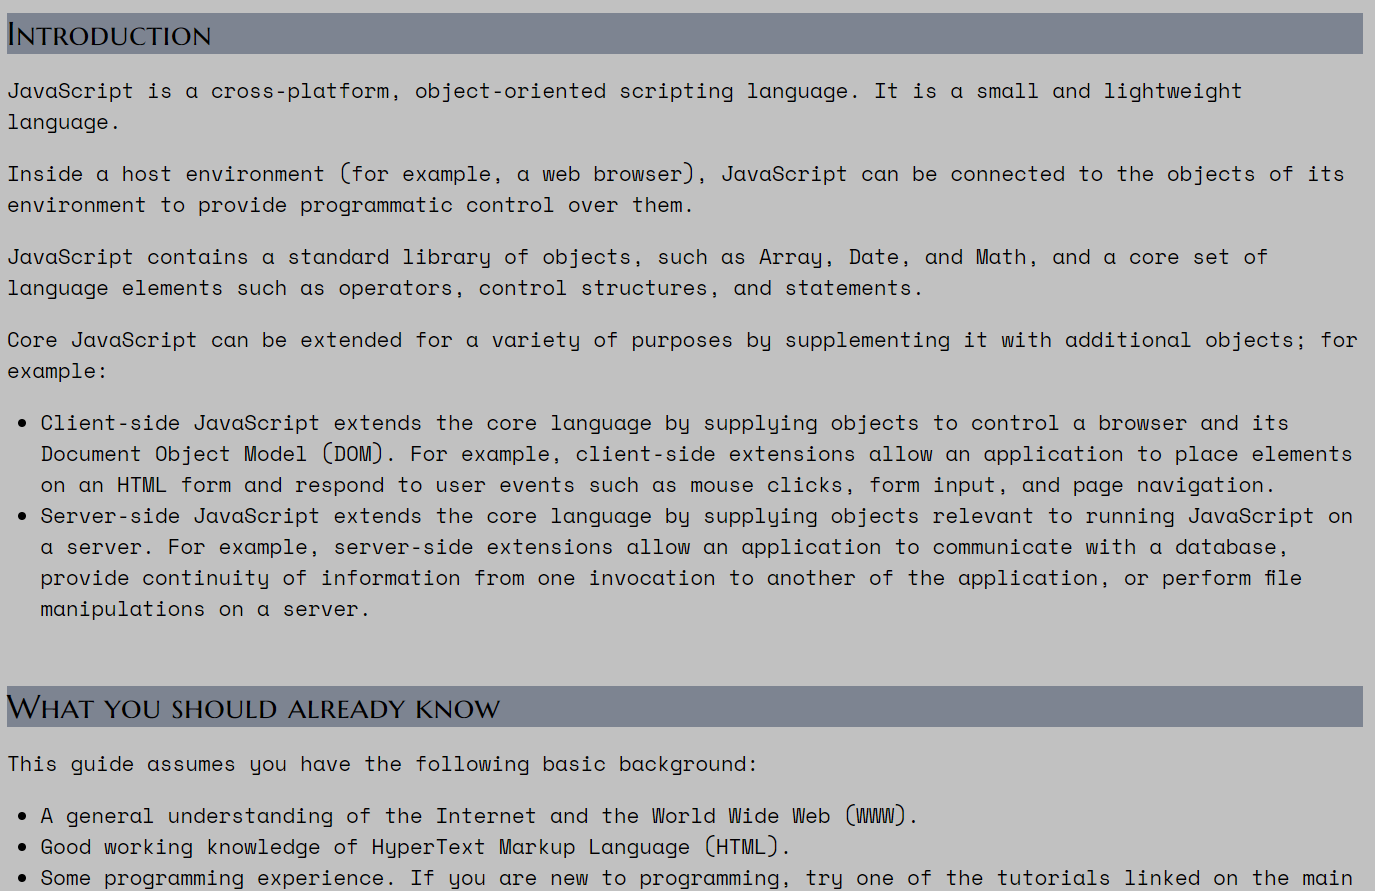 Introduction
JavaScript is a cross-platform, object-oriented scripting language. It is a small and lightweight
language.
Inside a host environment (for example, a web browser), JavaScript can be connected to the objects of its
environment to provide programmatic control over them.
JavaScript contains a standard library of objects, such as Array, Date, and Math, and a core set of
language elements such as operators, control structures, and statements.
Core JavaScript can be extended for a variety of purposes by supplementing it with additional objects; for
example:
• Client-side JavaScript extends the core language by supplying objects to control a browser and its
Document Object Model (DOM). For example, client-side extensions allow an application to place elements
on an HTML form and respond to user events such as mouse clicks, form input, and page navigation.
• Server-side JavaScript extends the core language by supplying objects relevant to running JavaScript on
a server. For example, server-side extensions allow an application to communicate with a database,
provide continuity of information from one invocation to another of the application, or perform file
manipulations on a server.
What you should already know
This guide assumes you have the following basic background:
• A general understanding of the Internet and the World Wide Web (WWW).
• Good working knowledge of HyperText Markup Language (HTML).
• Some programming experience. If you are new to programming, try one of the tutorials linked on the main